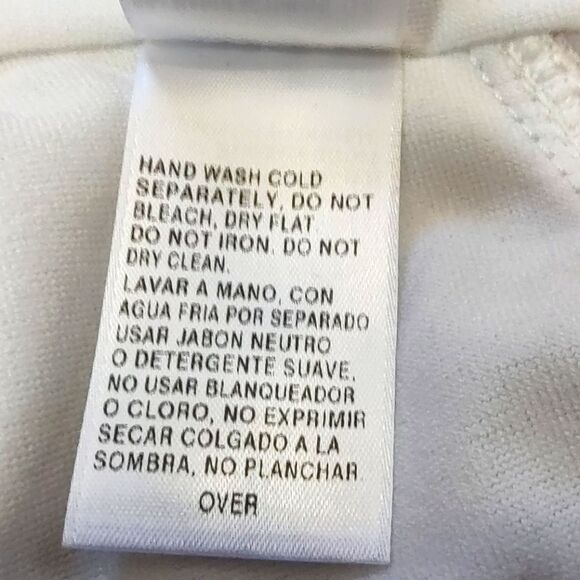 HAND WASH COLD
SEPARATELY, DO NOT
BLEACH, DRY FLAT
DO NOT IRON. DO NOT
DRY CLEAN.
LAVAR A MANO, CON
AGUA FRIA POR SEPARADO
USAR JABON NEUTRO
O DETERGENTE SUAVE,
NO USAR BLANQUEADOR
O CLORO, NO EXPRIMIR
SECAR COLGADO A LA
SOMBRA, NO PLANCHAR
OVER